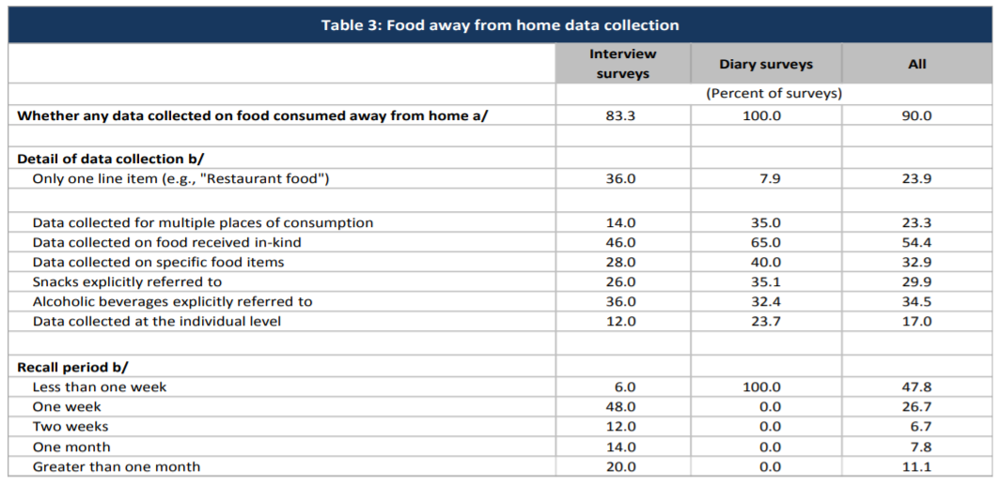 Table 3: Food away from home data collection
Interview surveys Diary surveys All
(Percent of surveys)
Whether any data collected on food consumed away from home a/ 83.3 100.0 90.0
Detail of data collection b/
Only one line item (e.g., "Restaurant food") 36.0 7.9 23.9
Data collected for multiple places of consumption 14.0 35.0 23.3
Data collected on food received in-kind 46.0 65.0 54.4
Data collected on specific food items 28.0 40.0 32.9
Snacks explicitly referred to 26.0 35.1 29.9
Alcoholic beverages explicitly referred to 36.0 32.4 34.5
Data collected at the individual level 12.0 23.7 17.0
Recall period b/
Less than one week 6.0 100.0 47.8
One week 48.0 0.0 26.7
Two weeks 12.0 0.0 6.7
One month 14.0 0.0 7.8
Greater than one month 20.0 0.0 11.1